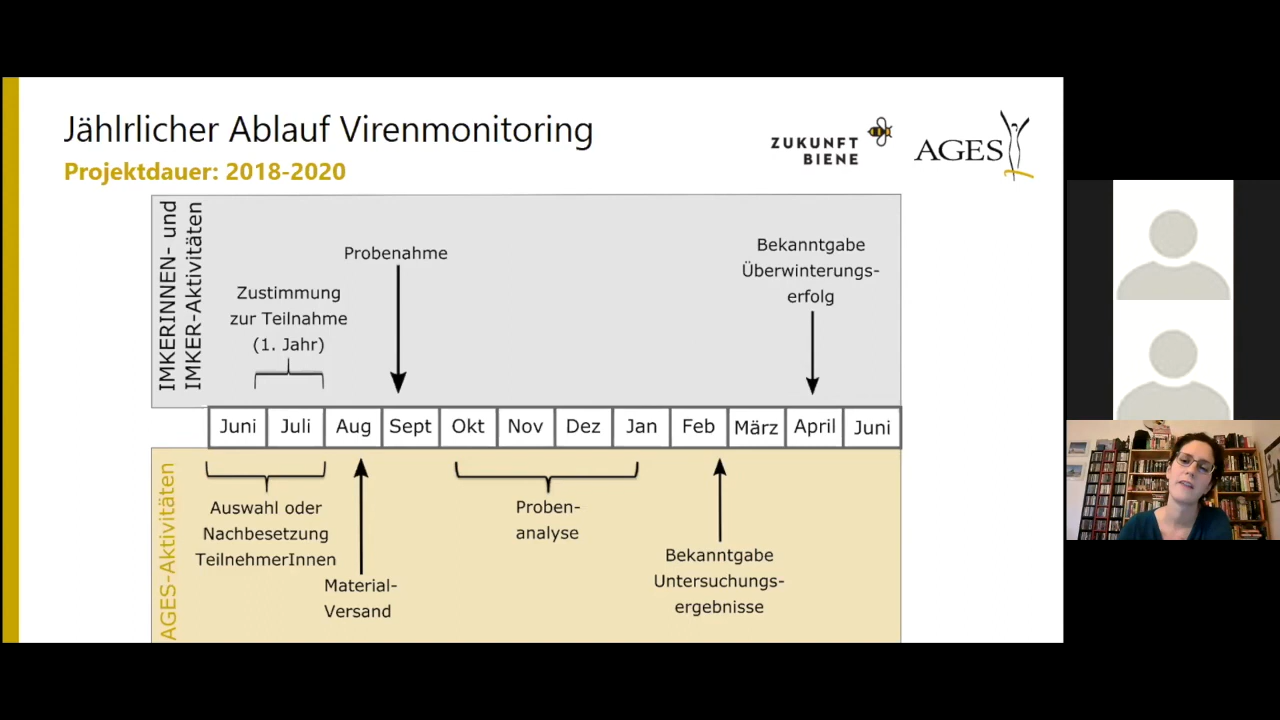 Jählrlicher Ablauf Virenmonitoring
Projektdauer: 2018-2020
ZUKUNFT
BIENE
AGES
IMKERINNEN- und
IMKER-Aktivitäten
Zustimmung
zur Teilnahme
(1. Jahr)
Probenahme
Bekanntgabe
Überwinterungs-
erfolg
Juni Juli Aug Sept Okt Nov Dez Jan Feb März April Juni
AGES-Aktivitäten
Auswahl oder
Nachbesetzung
TeilnehmerInnen
Material-
Versand
Proben-
analyse
Bekanntgabe
Untersuchungs-
ergebnisse